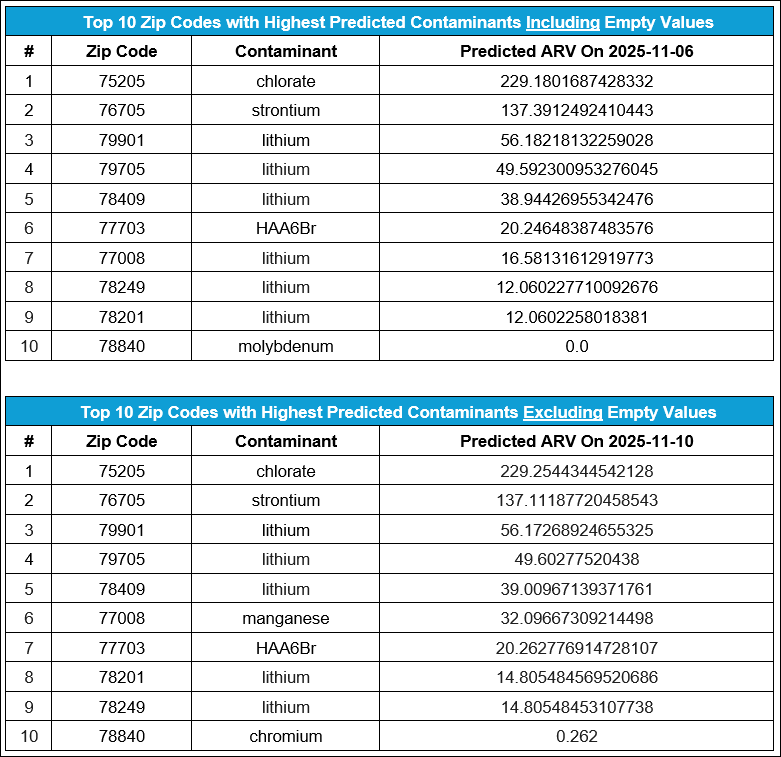 Top 10 Zip Codes with Highest Predicted Contaminants Including Empty Values
# Zip Code Contaminant Predicted ARV On 2025-11-06
1 75205 chlorate 229.1801687428332
2 76705 strontium 137.3912492410443
3 79901 lithium 56.18218132259028
4 79705 lithium 49.592300953276045
5 78409 lithium 38.94426955342476
6 77703 HAA6Br 20.24648387483576
7 77008 lithium 16.58131612919773
8 78249 lithium 12.060227710092676
9 78201 lithium 12.0602258018381
10 78840 molybdenum 0.0
Top 10 Zip Codes with Highest Predicted Contaminants Excluding Empty Values
# Zip Code Contaminant Predicted ARV On 2025-11-10
1 75205 chlorate 229.2544344542128
2 76705 strontium 137.11187720458543
3 79901 lithium 56.17268924655325
4 79705 lithium 49.60277520438
5 78409 lithium 39.00967139371761
6 77008 manganese 32.09667309214498
7 77703 HAA6Br 20.262776914728107
8 78201 lithium 14.805484569520686
9 78249 lithium 14.80548453107738
10 78840 chromium 0.262